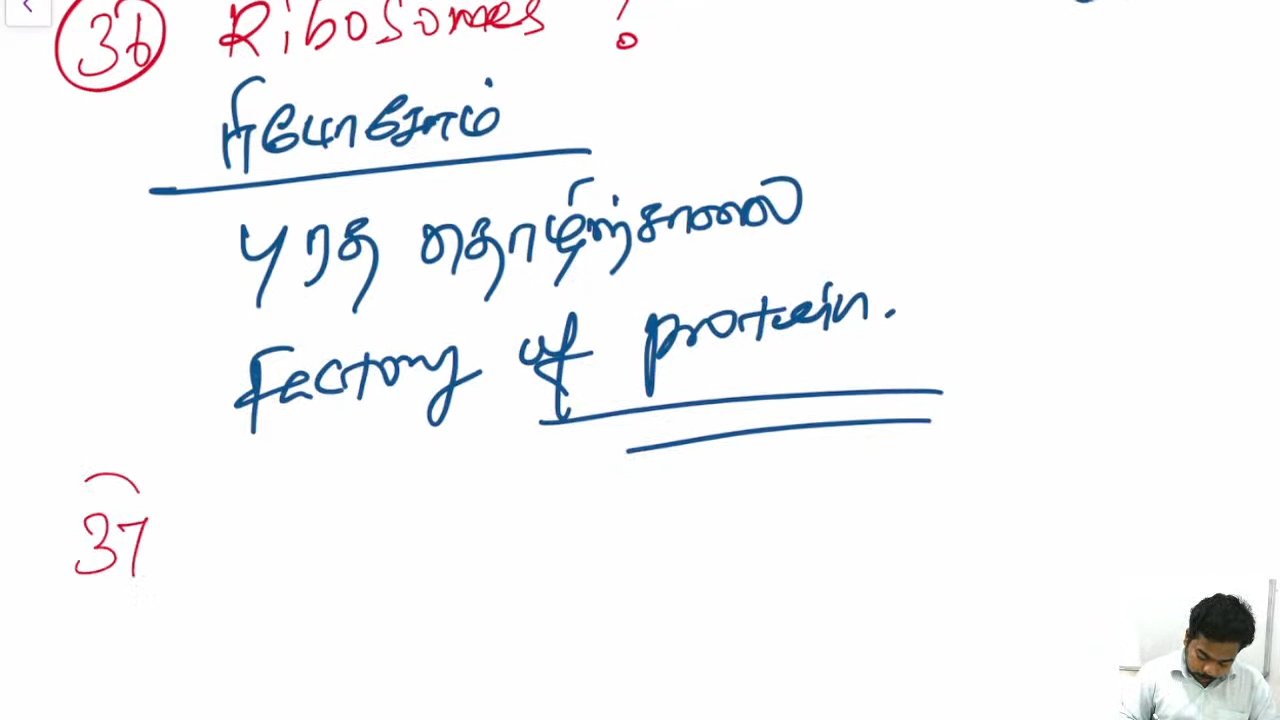 36 Ribosomes ?
ரிபோசோம்
புரத தொழிற்சாலை
Factory of protein.
37